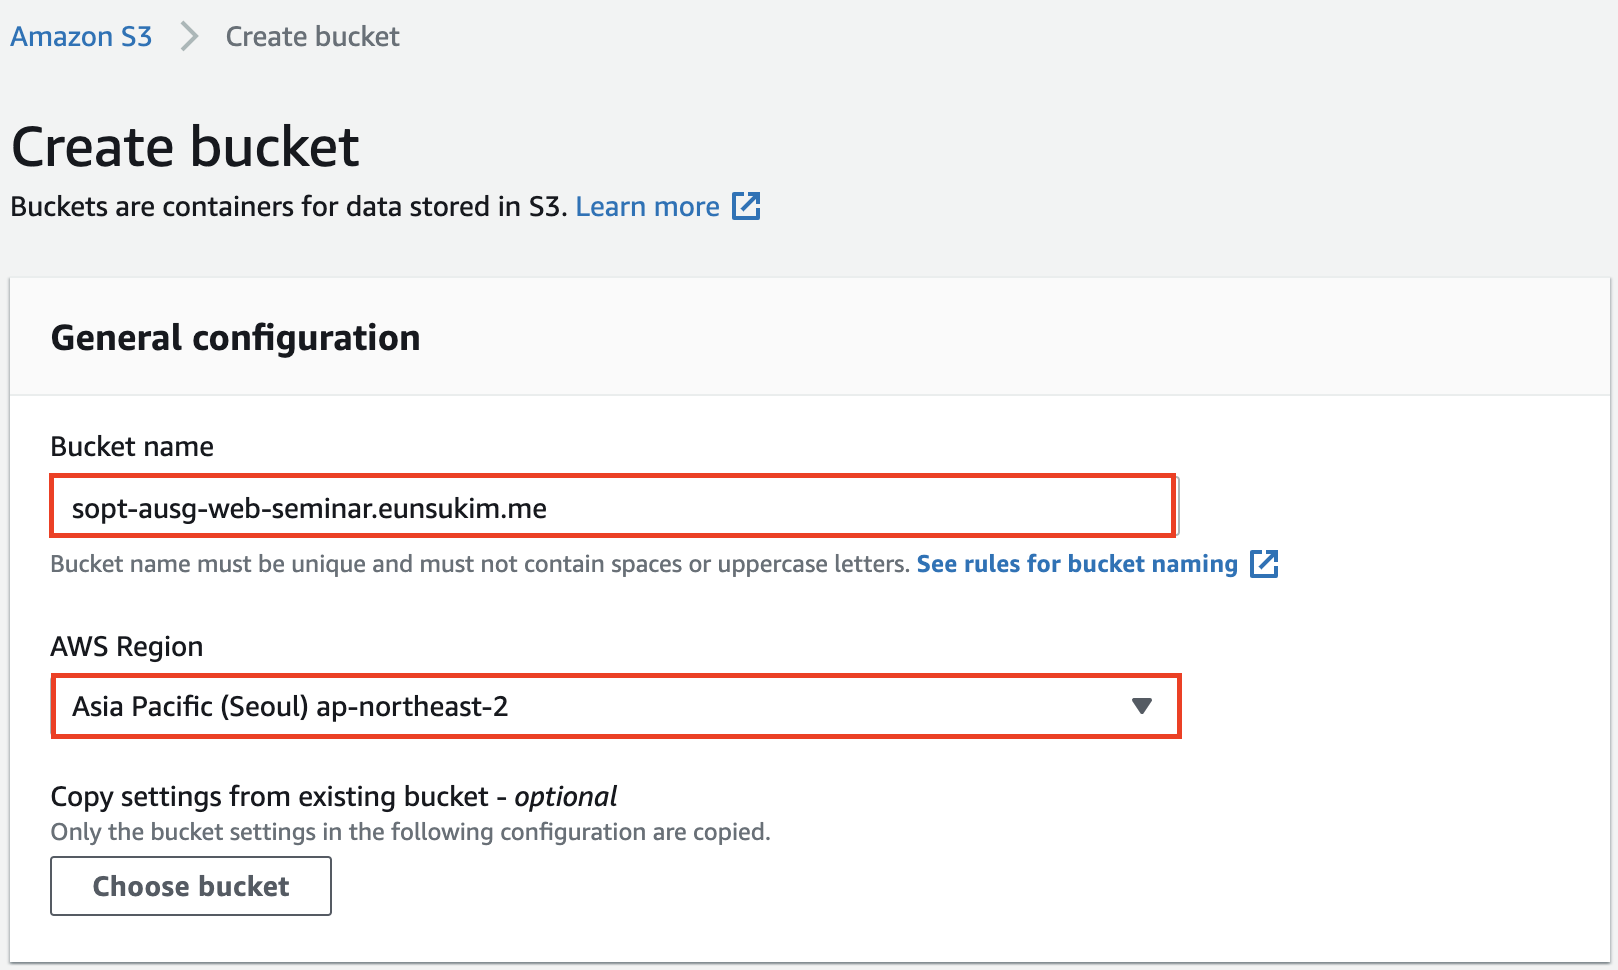 Amazon S3 > Create bucket
Create bucket
Buckets are containers for data stored in S3. Learn more
General configuration
Bucket name
sopt-ausg-web-seminar.eunsukim.me
Bucket name must be unique and must not contain spaces or uppercase letters. See rules for bucket naming
AWS Region
Asia Pacific (Seoul) ap-northeast-2
Copy settings from existing bucket - optional
Only the bucket settings in the following configuration are copied.
Choose bucket